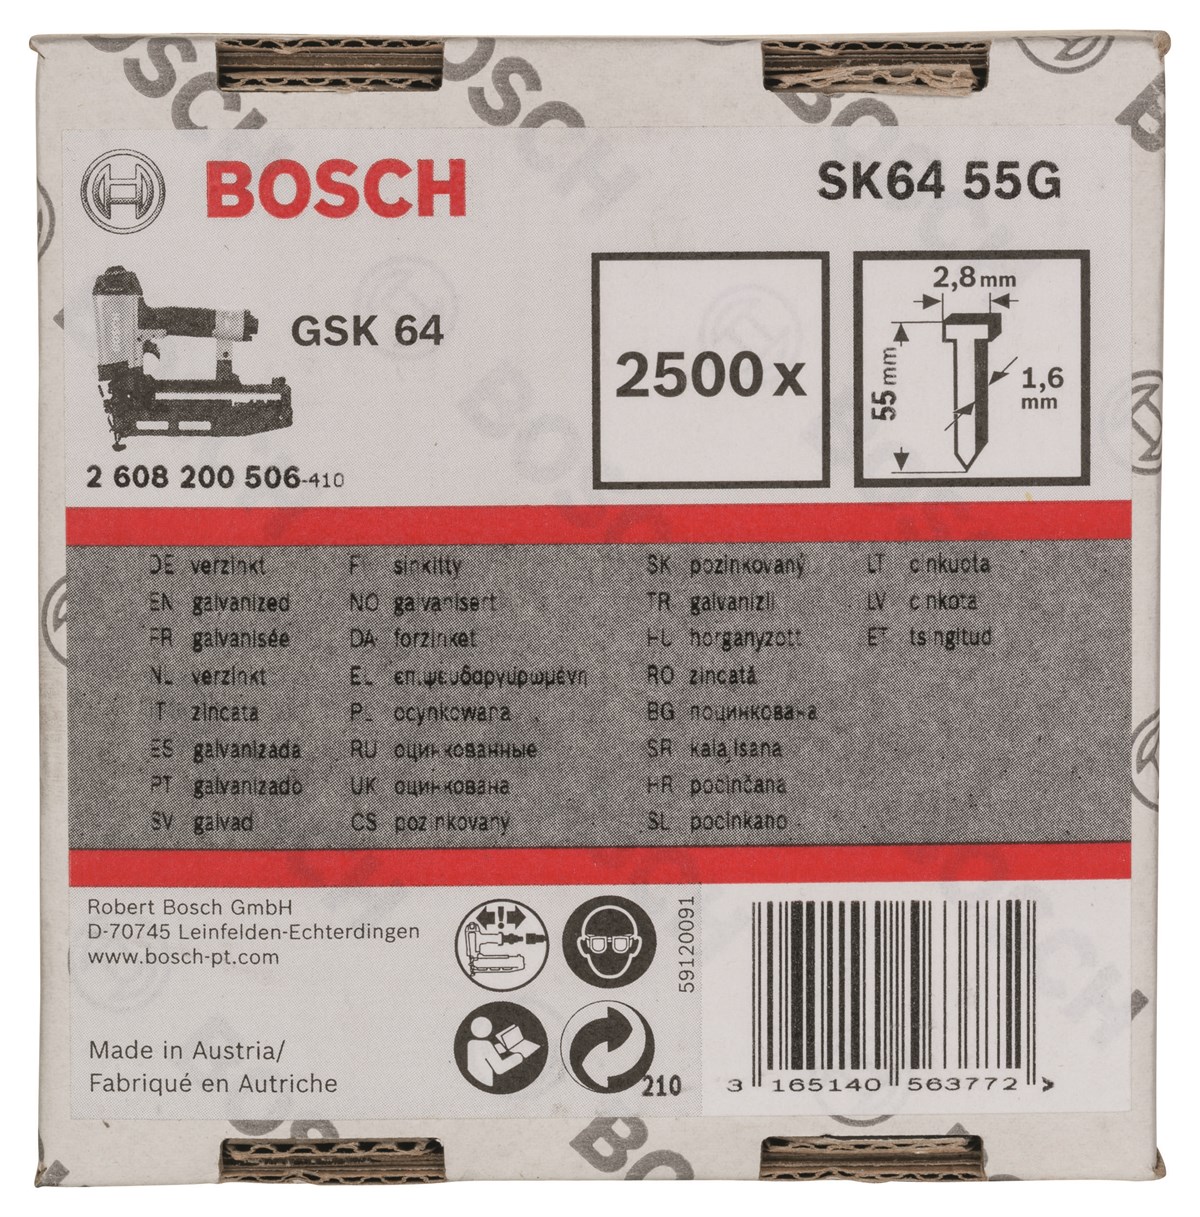 BOSCH
SK64 55G
GSK 64
2 608 200 506-410
2500 x
2,8 mm
55 mm
1,6
mm
DE verzinkt
EN galvanized
FR galvanisée
NL verzinkt
IT zincata
ES galvanizada
PT galvanizado
SV galvad
FI sinkitty
NO galvanisert
DA forzinket
EL επιψευδαργύρωμένη
PL ocynkowara
RU оцинкованные
UK оцинкована
CS pozinkovaný
SK pozinkovaný
TR galvanizli
HU horganyzott
RO zincată
BG поцинкована
SR kalajisana
HR pocinčana
SL pocinkano
LT cinkuota
LV cinkota
ET tsingitud
Robert Bosch GmbH
D-70745 Leinfelden-Echterdingen
www.bosch-pt.com
Made in Austria/
Fabriqué en Autriche
59120091
210
3 165140 563772 >